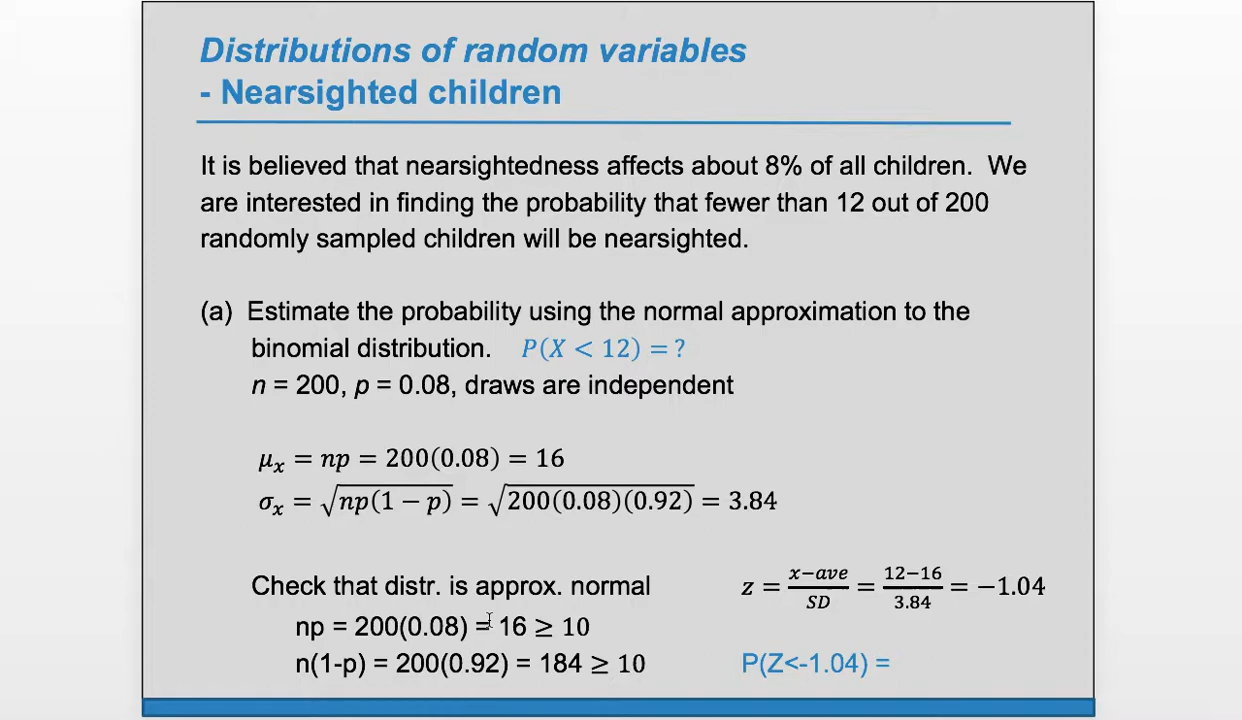 Distributions of random variables
- Nearsighted children
It is believed that nearsightedness affects about 8% of all children. We
are interested in finding the probability that fewer than 12 out of 200
randomly sampled children will be nearsighted.
(a) Estimate the probability using the normal approximation to the
binomial distribution. P(X < 12) = ?
n = 200, p = 0.08, draws are independent
μₓ = np = 200(0.08) = 16
σₓ = √np(1 − p) = √200(0.08)(0.92) = 3.84
Check that distr. is approx. normal
np = 200(0.08) = 16 ≥ 10
n(1-p) = 200(0.92) = 184 ≥ 10
z = x−ave/SD = 12−16/3.84 = −1.04
P(Z<-1.04) =